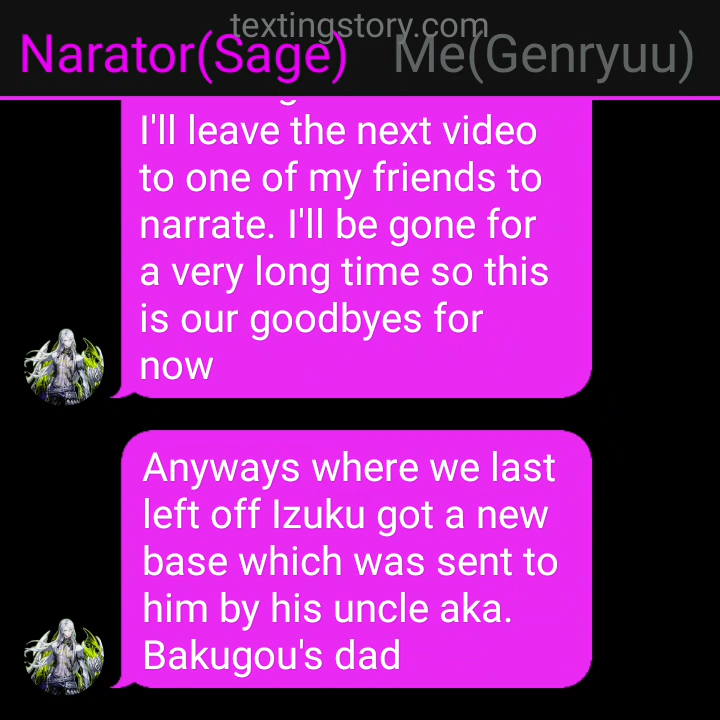 textingstory.com
Narator(Sage) Me(Genryuu)
I'll leave the next video
to one of my friends to
narrate. I'll be gone for
a very long time so this
is our goodbyes for
now
Anyways where we last
left off Izuku got a new
base which was sent to
him by his uncle aka.
Bakugou's dad